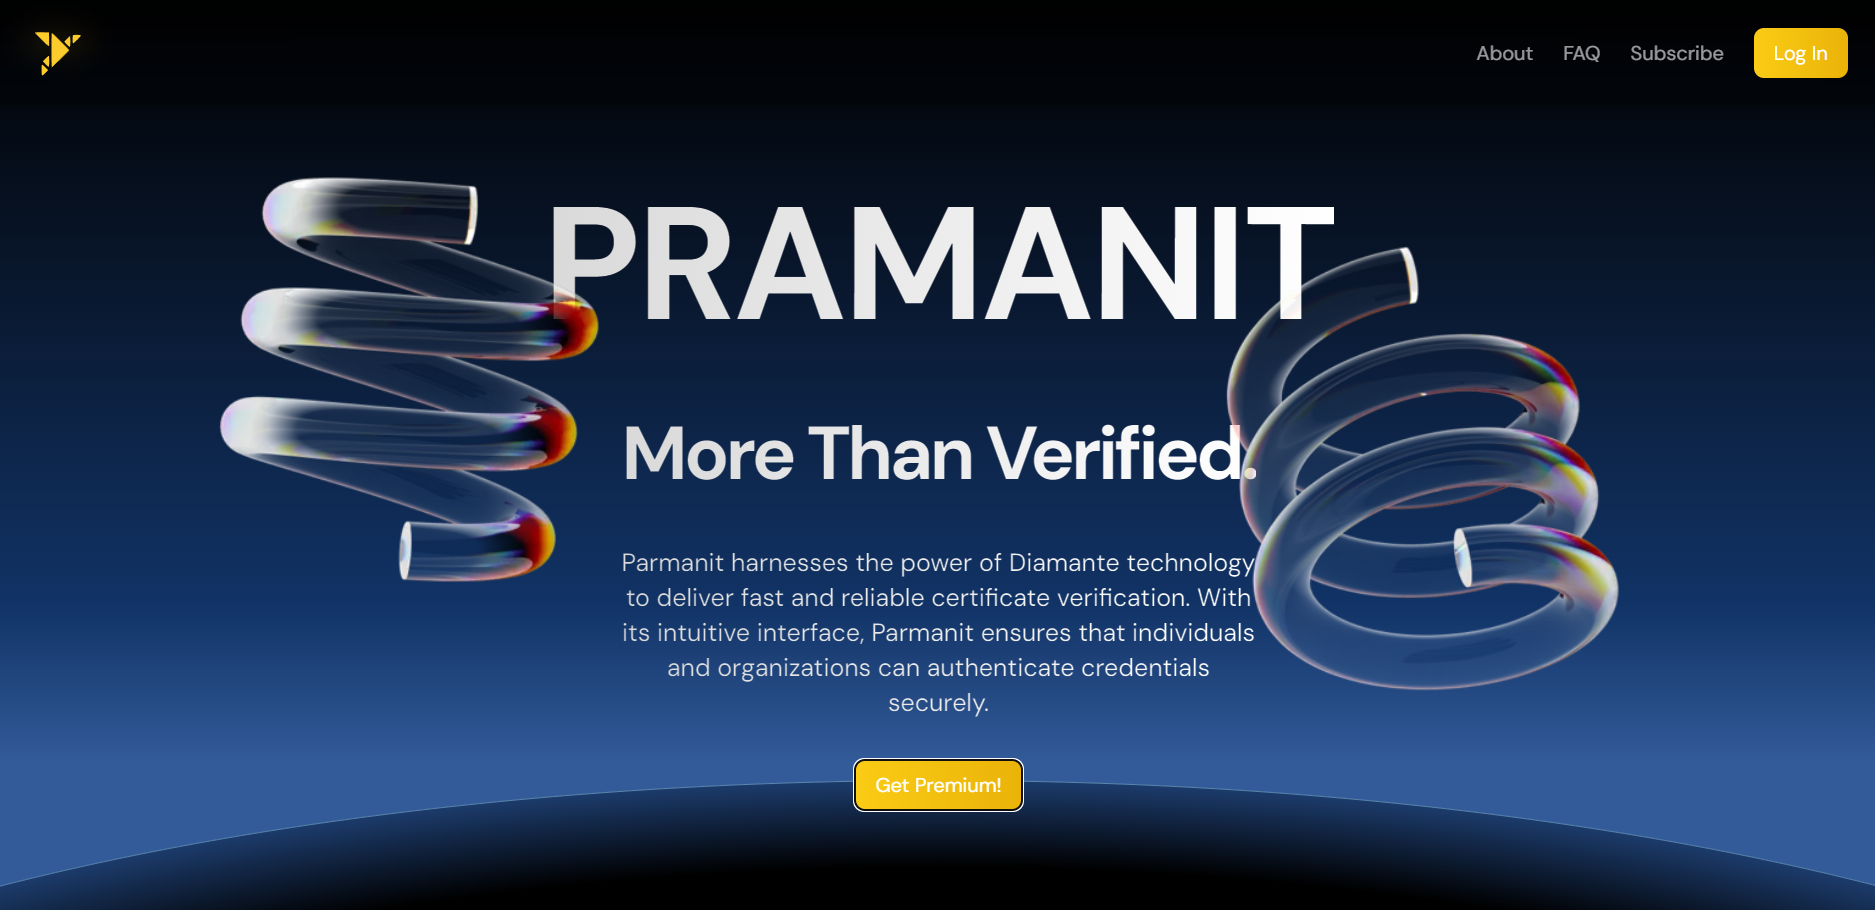 About FAQ Subscribe Log In
PRAMANIT
More Than Verified.
Parmanit harnesses the power of Diamante technology
to deliver fast and reliable certificate verification. With
its intuitive interface, Parmanit ensures that individuals
and organizations can authenticate credentials
securely.
Get Premium!